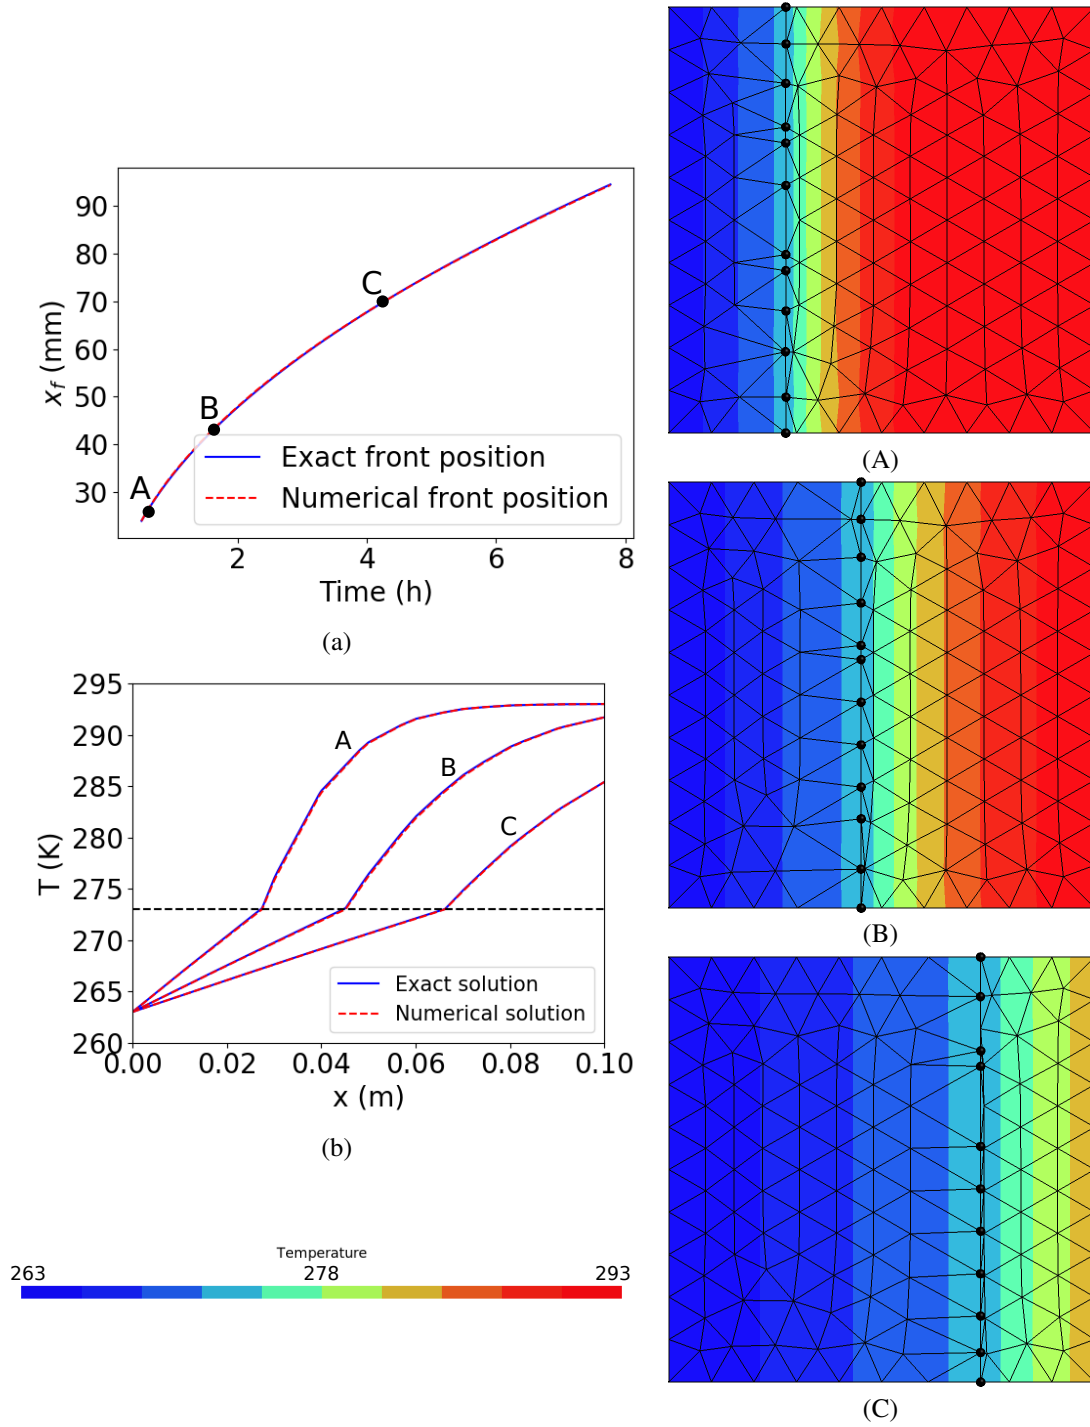 90
80
70
60
50
40
30
x_f (mm)
A
B
C
Exact front position
Numerical front position
2
4
6
8
Time (h)
(a)
295
290
285
280
275
270
265
260
T (K)
A
B
C
Exact solution
Numerical solution
0.00
0.02
0.04
0.06
0.08
0.10
x (m)
(b)
Temperature
263
278
293
(A)
(B)
(C)